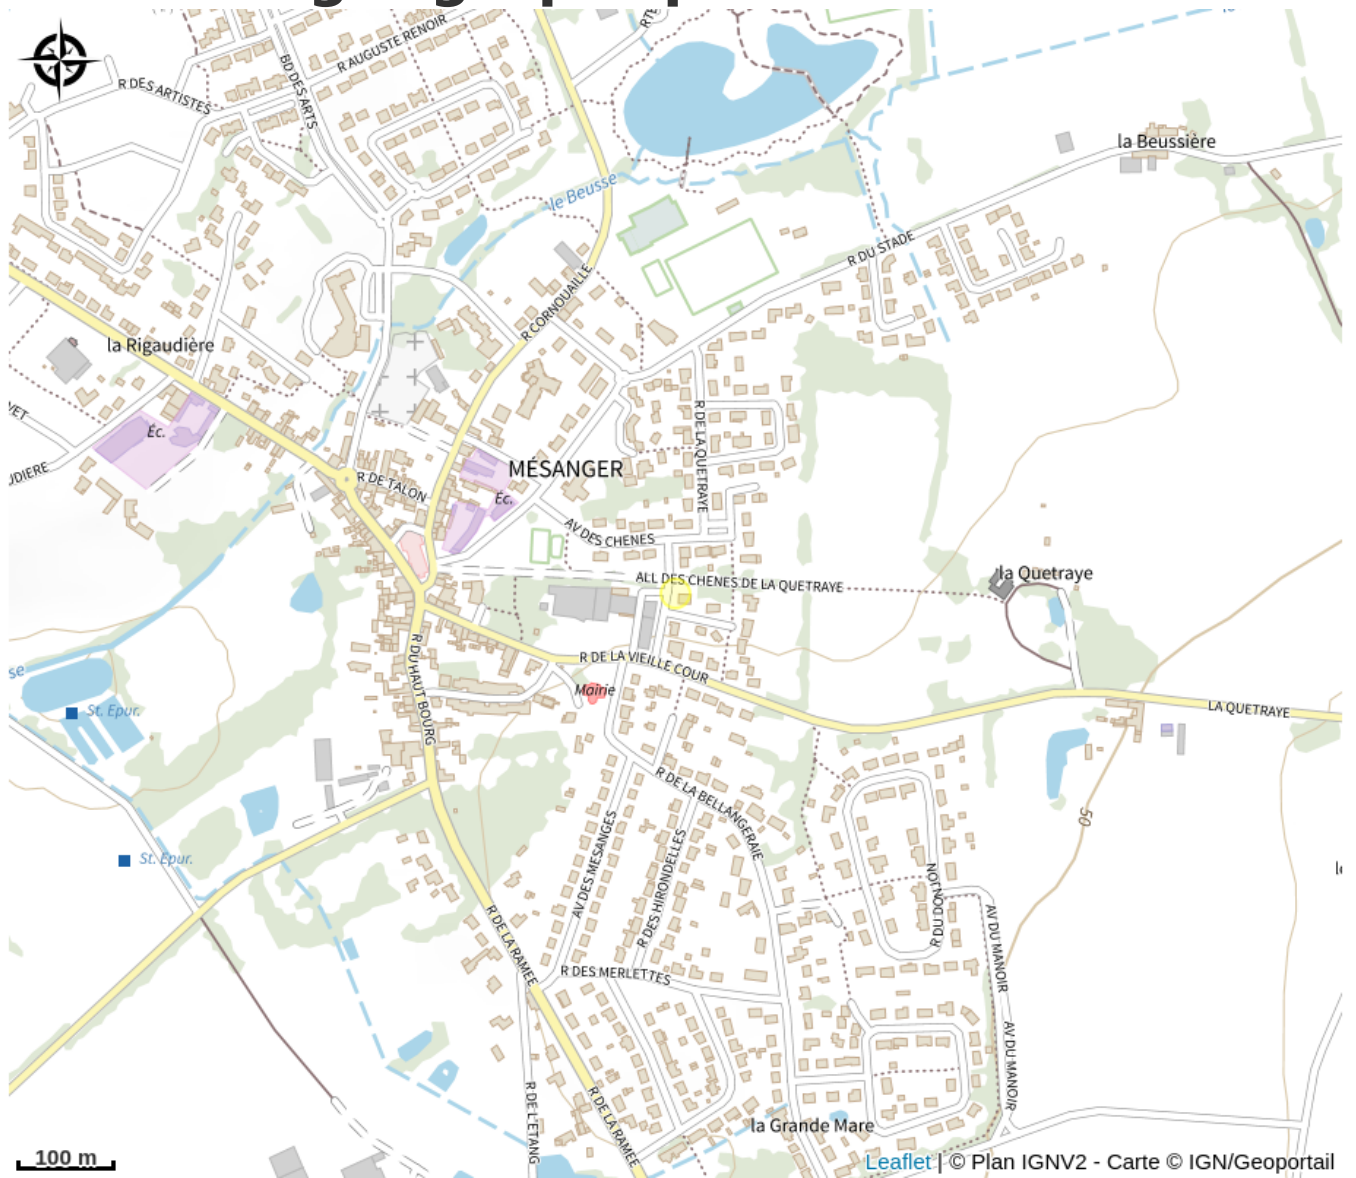 R AUGUSTE RENOIR
BD DES ARTS
R DES ARTISTES
la Beussière
le Beusse
R DU STADE
R CORNOUAILLE
la Rigaudière
Éc.
UDIERE
R DE TALON
MÉSANGER
Éc.
R DE LA QUETRAYE
AV DES CHENES
ALL DES CHENES DE LA QUETRAYE
la Quetraye
R DU HAUT BOURG
R DE LA VIEILLE COUR
Mairie
St. Epur.
LA QUETRAYE
R DE LA BELLANGERAIE
50
St. Epur.
AV DES MESANGES
R DES HIRONDELLES
R DU DONJON
R DE LA RAMEE
AV DU MANOIR
R DES MERLETTES
AV DU MANOIR
R DE L'ETANG
R DE LA RAMEE
la Grande Mare
100 m
Leaflet | © Plan IGNV2 - Carte © IGN/Geoportail